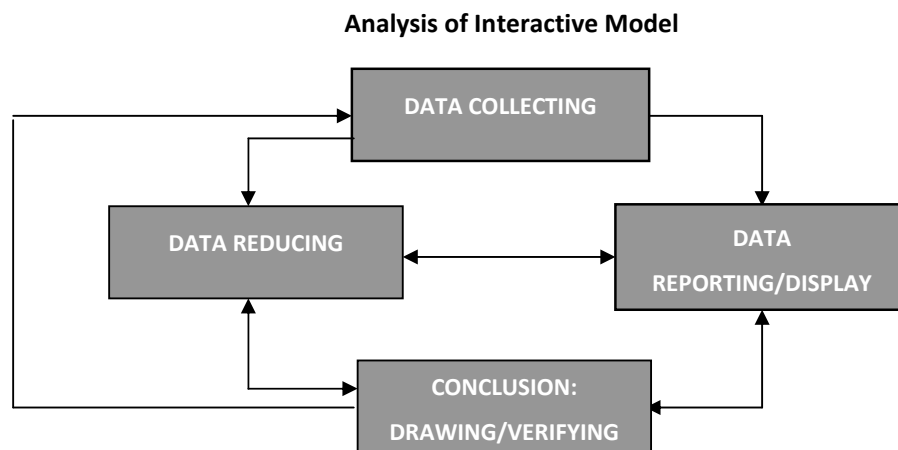 Analysis of Interactive Model
DATA COLLECTING
DATA REDUCING
DATA
REPORTING/DISPLAY
CONCLUSION:
DRAWING/VERIFYING